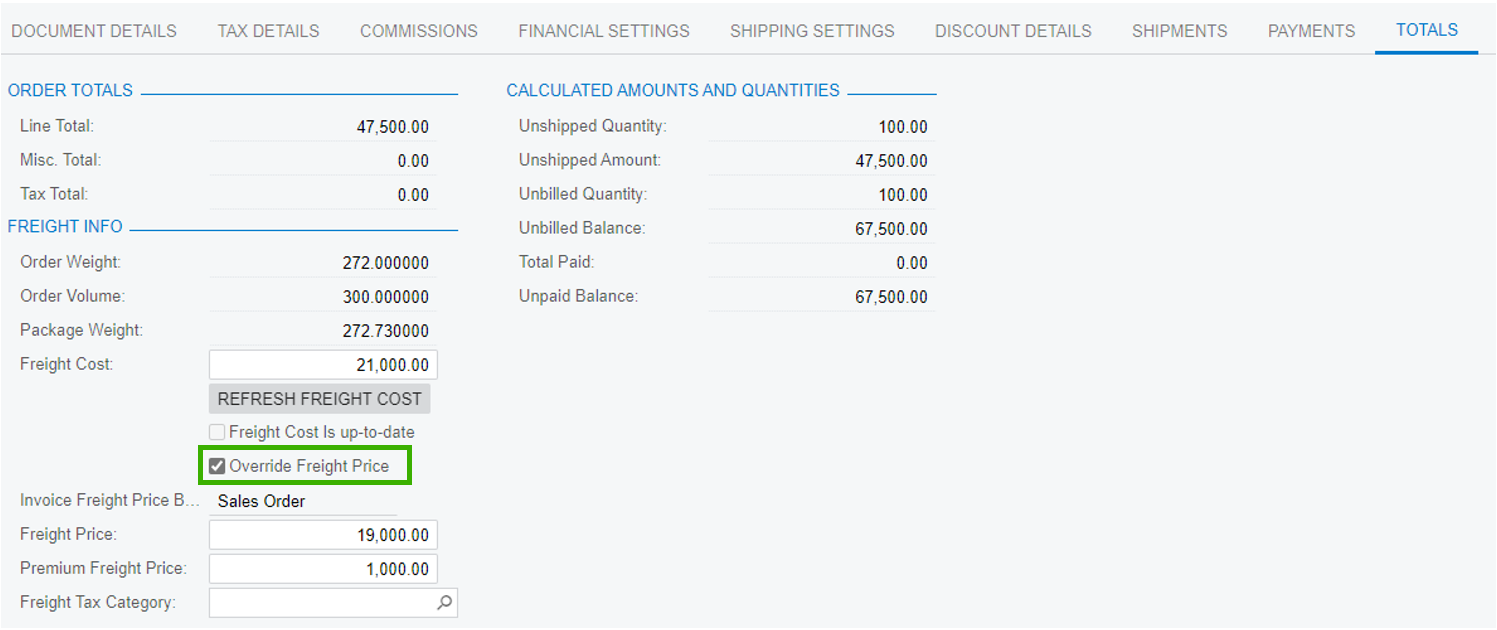 DOCUMENT DETAILS TAX DETAILS COMMISSIONS FINANCIAL SETTINGS SHIPPING SETTINGS DISCOUNT DETAILS SHIPMENTS PAYMENTS TOTALS
ORDER TOTALS
Line Total: 47,500.00
Misc. Total: 0.00
Tax Total: 0.00
FREIGHT INFO
Order Weight: 272.000000
Order Volume: 300.000000
Package Weight: 272.730000
Freight Cost: 21,000.00
REFRESH FREIGHT COST
Freight Cost Is up-to-date
Override Freight Price
Invoice Freight Price B... Sales Order
Freight Price: 19,000.00
Premium Freight Price: 1,000.00
Freight Tax Category:
CALCULATED AMOUNTS AND QUANTITIES
Unshipped Quantity: 100.00
Unshipped Amount: 47,500.00
Unbilled Quantity: 100.00
Unbilled Balance: 67,500.00
Total Paid: 0.00
Unpaid Balance: 67,500.00